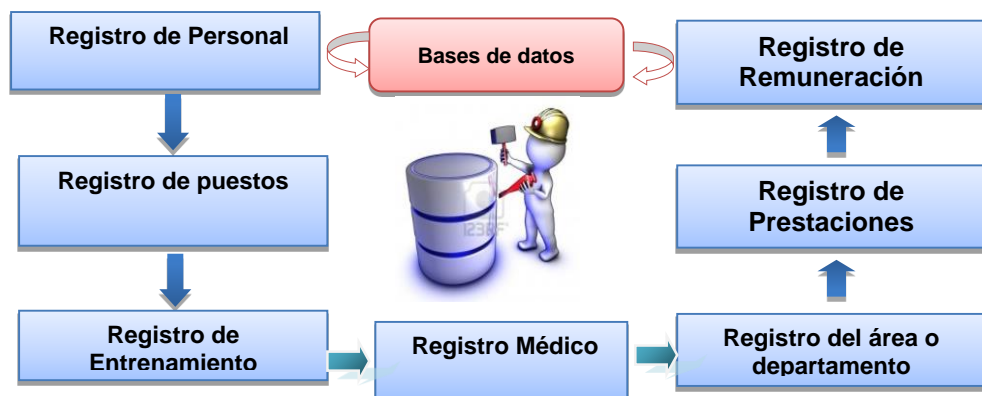 Registro de Personal
Bases de datos
Registro de
Remuneración
Registro de puestos
Registro de
Prestaciones
Registro de
Entrenamiento
Registro Médico
Registro del área o
departamento